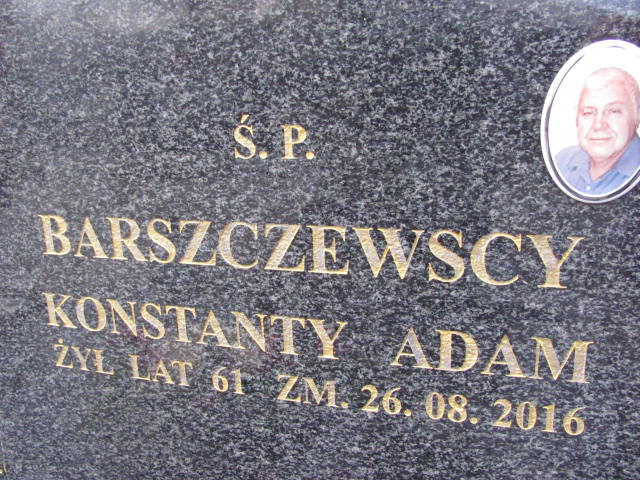 Ś. P.
BARSZCZEWSCY
KONSTANTY ADAM
ŻYŁ LAT 61 ZM. 26. 08. 2016